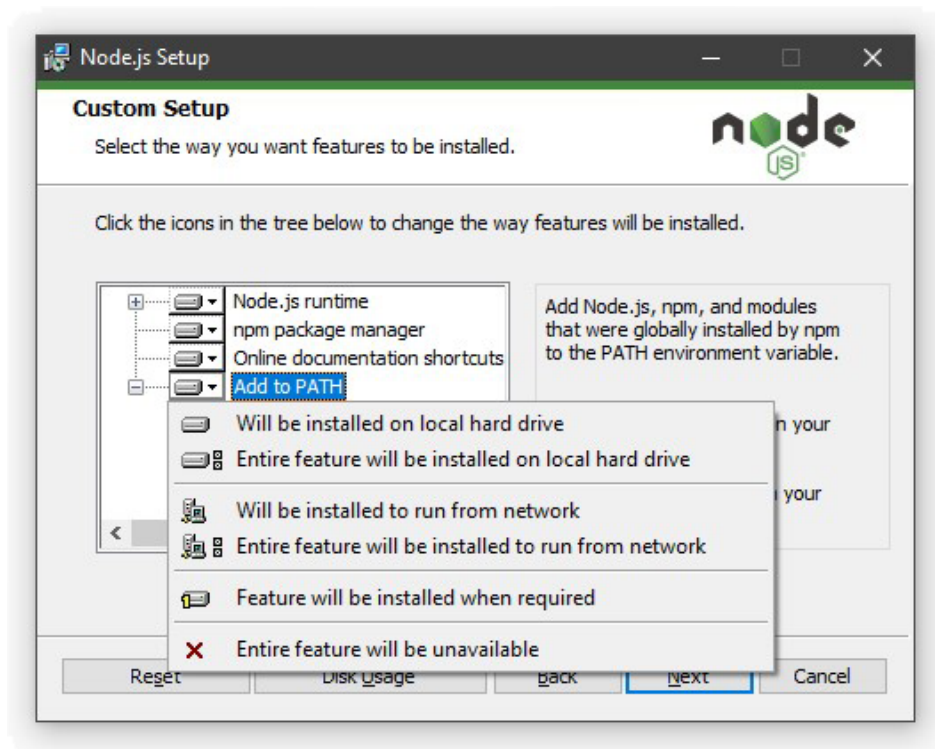 Node.js Setup
Custom Setup
Select the way you want features to be installed.
node
JS
Click the icons in the tree below to change the way features will be installed.
Node.js runtime
npm package manager
Online documentation shortcuts
Add to PATH
Add Node.js, npm, and modules
that were globally installed by npm
to the PATH environment variable.
n your
your
Will be installed on local hard drive
Entire feature will be installed on local hard drive
Will be installed to run from network
Entire feature will be installed to run from network
Feature will be installed when required
Entire feature will be unavailable
Reset
Disk Usage
Back
Next
Cancel